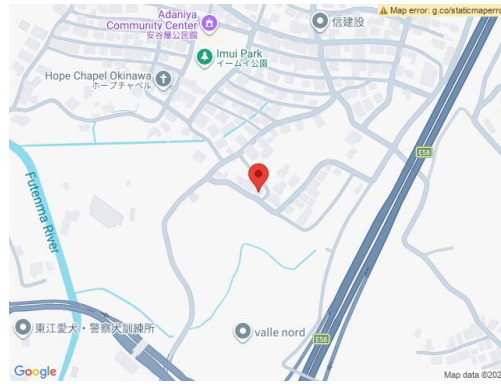 Map error: g.co/staticmaperro
Adaniya
Community Center
安谷屋公民館
信建設
Imui Park
イームイ公園
Hope Chapel Okinawa
ホープチャペル
E58
Futenma River
E58
東江愛犬・警察犬訓練所
valle nord
Google
Map data ©202